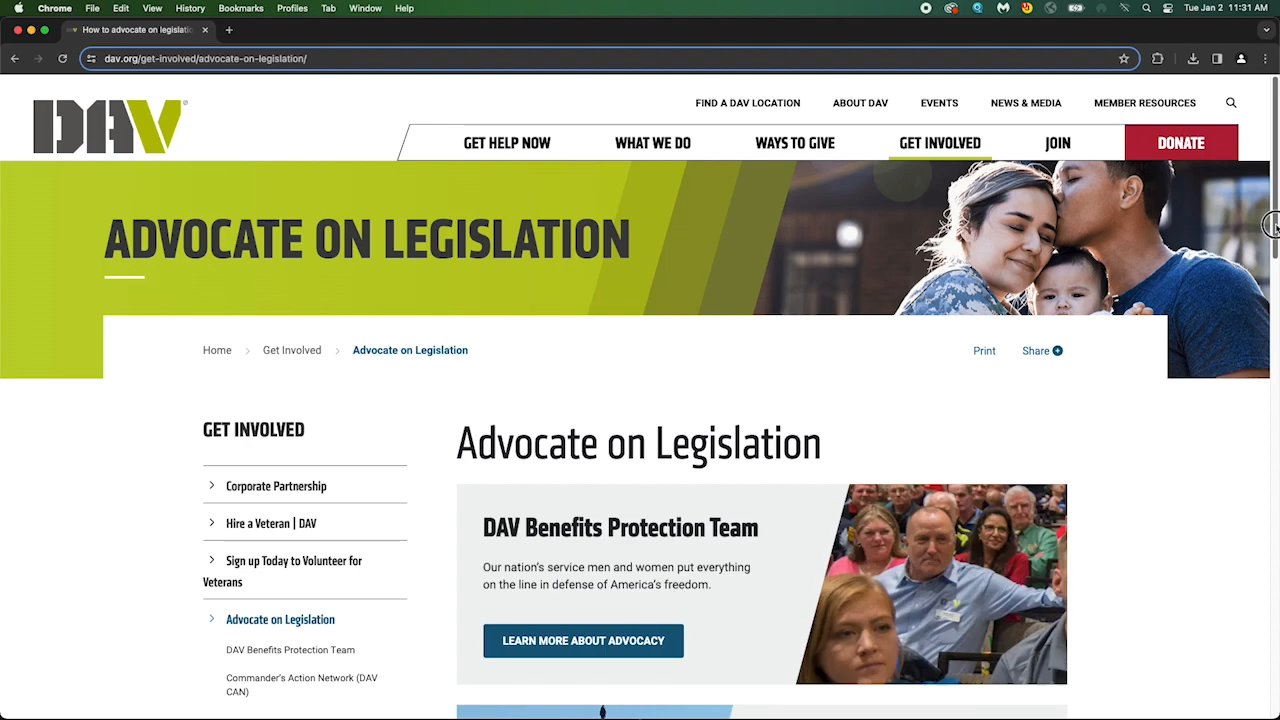 Chrome File Edit View History Bookmarks Profiles Tab Window Help Tue Jan 2 11:31 AM
How to advocate on legislatio
dav.org/get-involved/advocate-on-legislation/
FIND A DAV LOCATION ABOUT DAV EVENTS NEWS & MEDIA MEMBER RESOURCES
DAV®
GET HELP NOW WHAT WE DO WAYS TO GIVE GET INVOLVED JOIN DONATE
ADVOCATE ON LEGISLATION
Home > Get Involved > Advocate on Legislation Print Share
GET INVOLVED
Corporate Partnership
Hire a Veteran | DAV
Sign up Today to Volunteer for
Veterans
Advocate on Legislation
DAV Benefits Protection Team
Commander's Action Network (DAV
CAN)
Advocate on Legislation
DAV Benefits Protection Team
Our nation's service men and women put everything
on the line in defense of America's freedom.
LEARN MORE ABOUT ADVOCACY